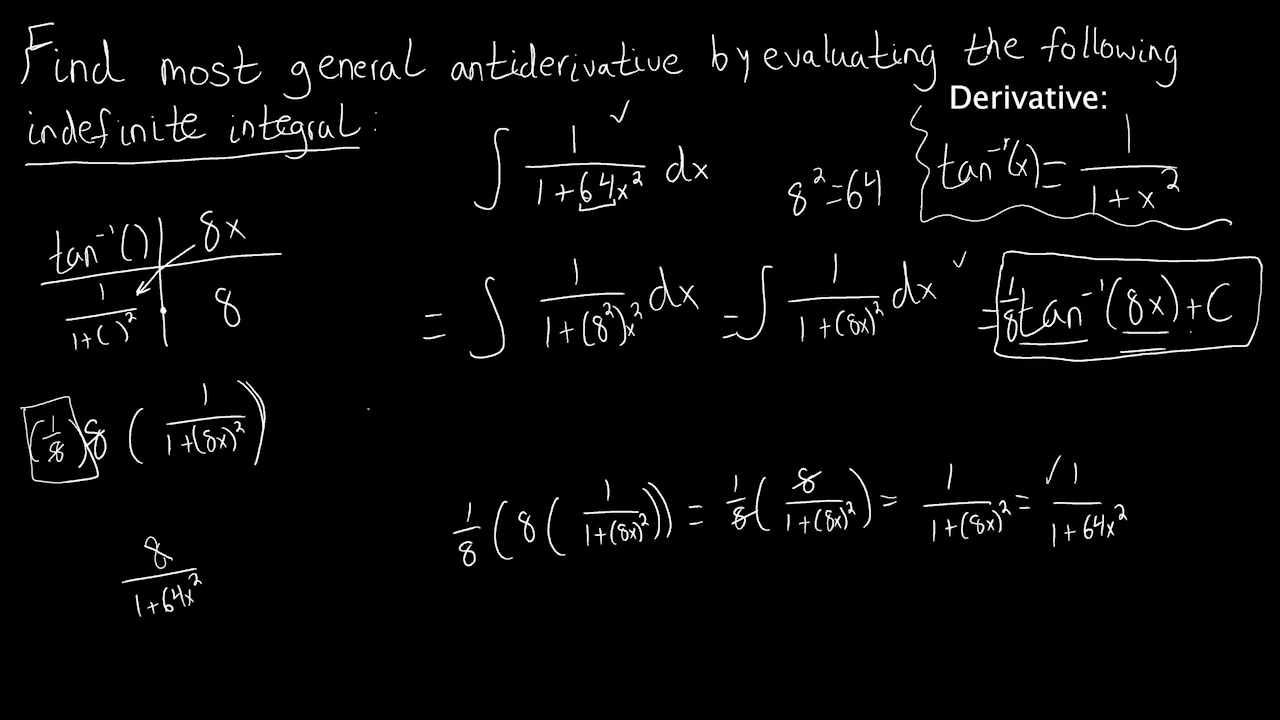 Find most general antiderivative by evaluating the following
indefinite integral:
∫ 1/(1+64x²) dx ✓
8²=64
Derivative:
tan⁻¹(x) = 1/(1+x²)
tan⁻¹( ) | 8x
1/(1+( )²) | 8
= ∫ 1/(1+(8²)x²) dx = ∫ 1/(1+(8x)²) dx ✓ = 1/8 tan⁻¹(8x)+C
(1/8)8(1/(1+(8x)²))
1/8(8(1/(1+(8x)²))) = 1/8(8/(1+(8x)²)) = 1/(1+(8x)²) = ✓ 1/(1+64x²)
8/(1+64x²)